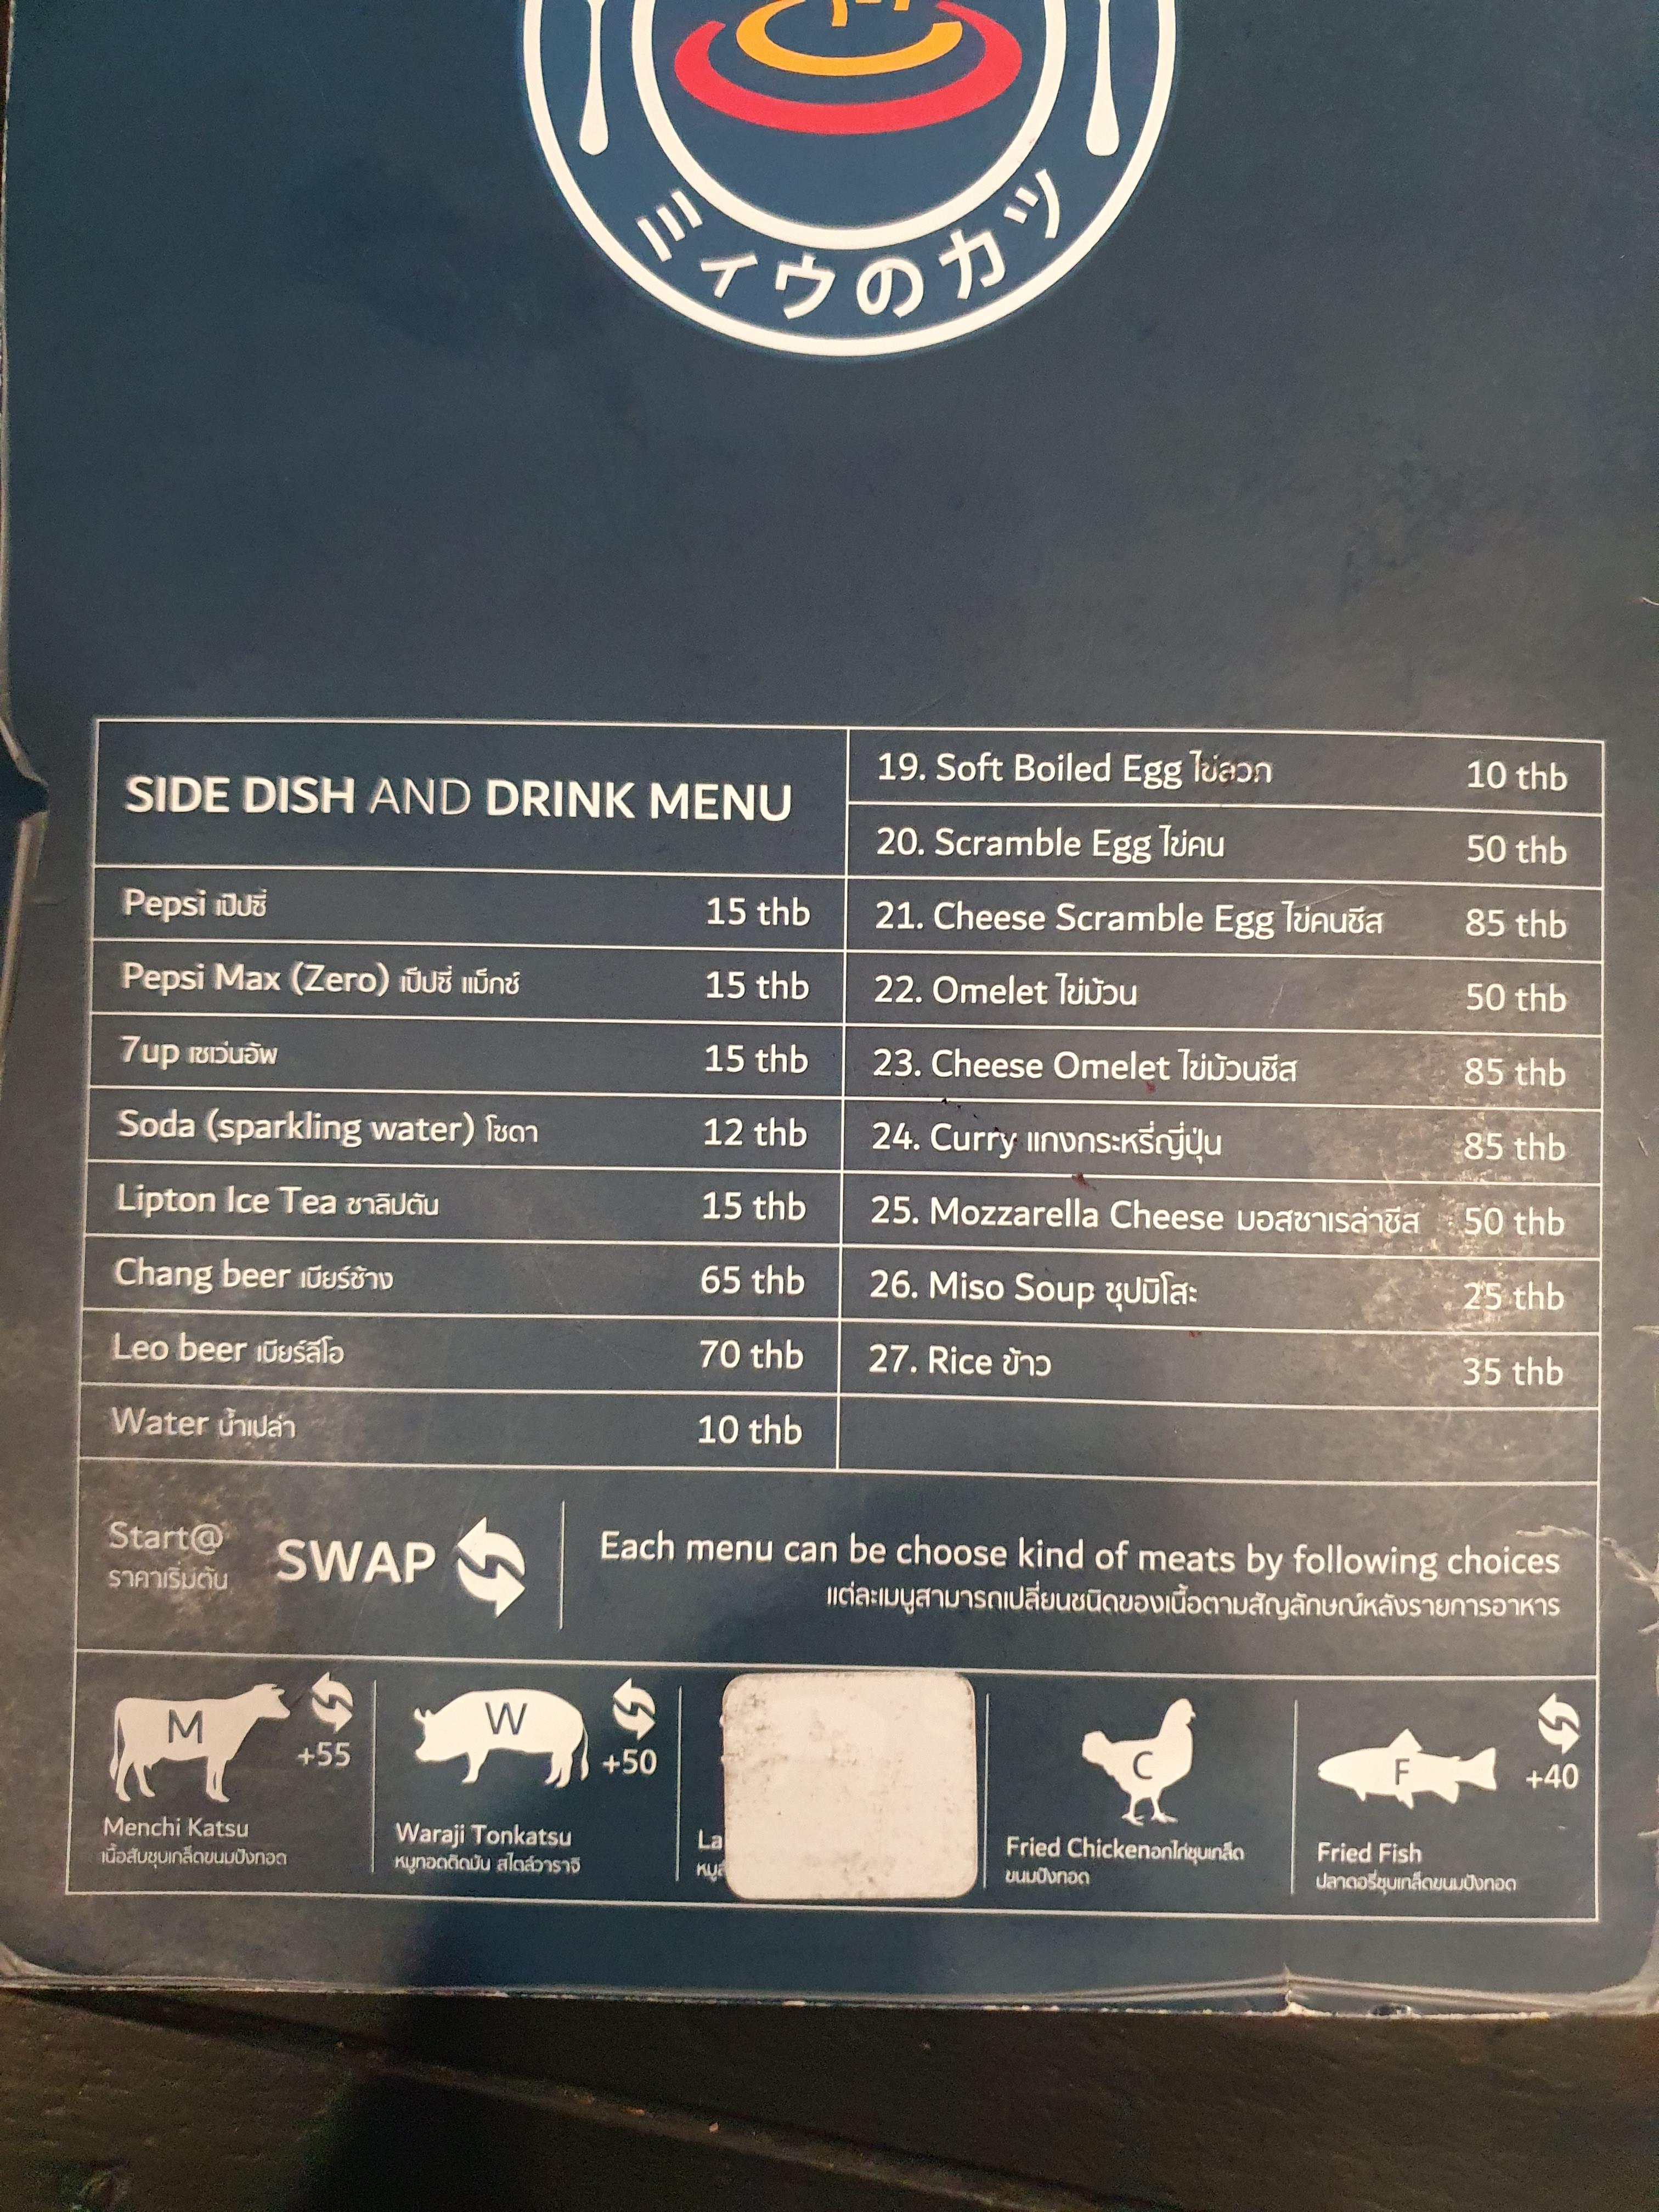 ミィウのカツ
SIDE DISH AND DRINK MENU
Pepsi เป๊ปซี่ 15 thb
Pepsi Max (Zero) เป็ปซี่ แม็กซ์ 15 thb
7up เซเว่นอัพ 15 thb
Soda (sparkling water) โซดา 12 thb
Lipton Ice Tea ชาลิปตัน 15 thb
Chang beer เบียร์ช้าง 65 thb
Leo beer เบียร์ลีโอ 70 thb
Water น้ำเปล่า 10 thb
19. Soft Boiled Egg ไข่ลวก 10 thb
20. Scramble Egg ไข่คน 50 thb
21. Cheese Scramble Egg ไข่คนชีส 85 thb
22. Omelet ไข่ม้วน 50 thb
23. Cheese Omelet ไข่ม้วนชีส 85 thb
24. Curry แกงกระหรี่ญี่ปุ่น 85 thb
25. Mozzarella Cheese มอสซาเรล่าชีส 50 thb
26. Miso Soup ซุปมิโสะ 25 thb
27. Rice ข้าว 35 thb
Start@
ราคาเริ่มต้น
SWAP
Each menu can be choose kind of meats by following choices
แต่ละเมนูสามารถเปลี่ยนชนิดของเนื้อตามสัญลักษณ์หลังรายการอาหาร
M +55
Menchi Katsu
เนื้อสับชุบเกล็ดขนมปังทอด
W +50
Waraji Tonkatsu
หมูทอดติดมัน สไตล์วาราจิ
La
C
Fried Chickenอกไก่ชุบเกล็ด
ขนมปังทอด
F +40
Fried Fish
ปลาดอรี่ชุบเกล็ดขนมปังทอด